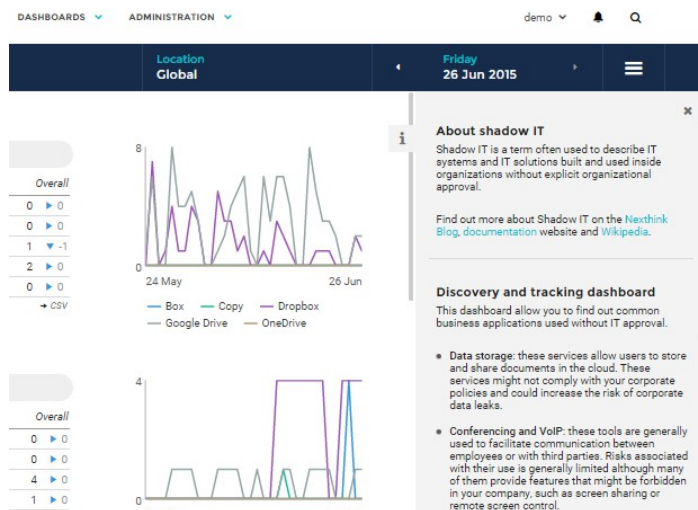 DASHBOARDS ADMINISTRATION demo
Location
Global
Friday
26 Jun 2015
Overall
0 0
0 0
1 -1
2 0
0 0
CSV
8
0
24 May 26 Jun
Box Copy Dropbox
Google Drive OneDrive
Overall
0 0
0 0
4 0
1 0
4
0
i
About shadow IT
Shadow IT is a term often used to describe IT
systems and IT solutions built and used inside
organizations without explicit organizational
approval.
Find out more about Shadow IT on the Nexthink
Blog, documentation website and Wikipedia.
Discovery and tracking dashboard
This dashboard allow you to find out common
business applications used without IT approval.
Data storage: these services allow users to store
and share documents in the cloud. These
services might not comply with your corporate
policies and could increase the risk of corporate
data leaks.
Conferencing and VoIP: these tools are generally
used to facilitate communication between
employees or with third parties. Risks associated
with their use is generally limited although many
of them provide features that might be forbidden
in your company, such as screen sharing or
remote screen control.